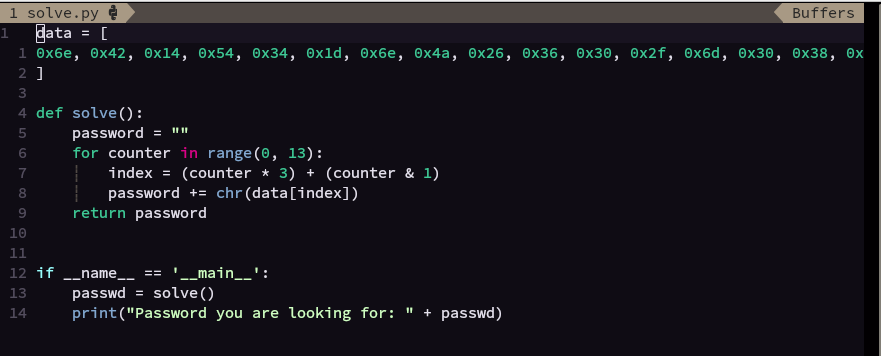 1 solve.py Buffers
1 data = [
1 0x6e, 0x42, 0x14, 0x54, 0x34, 0x1d, 0x6e, 0x4a, 0x26, 0x36, 0x30, 0x2f, 0x6d, 0x30, 0x38, 0x
2 ]
3
4 def solve():
5     password = ""
6     for counter in range(0, 13):
7         index = (counter * 3) + (counter & 1)
8         password += chr(data[index])
9     return password
10
11
12 if __name__ == '__main__':
13     passwd = solve()
14     print("Password you are looking for: " + passwd)